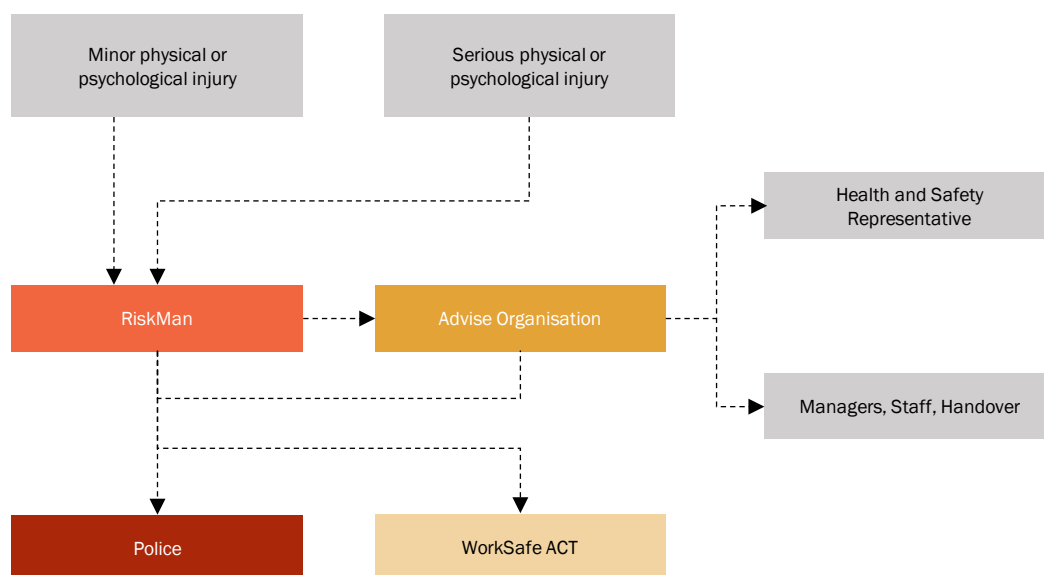 Minor physical or
psychological injury
Serious physical or
psychological injury
Health and Safety
Representative
RiskMan
Advise Organisation
Managers, Staff, Handover
Police
WorkSafe ACT